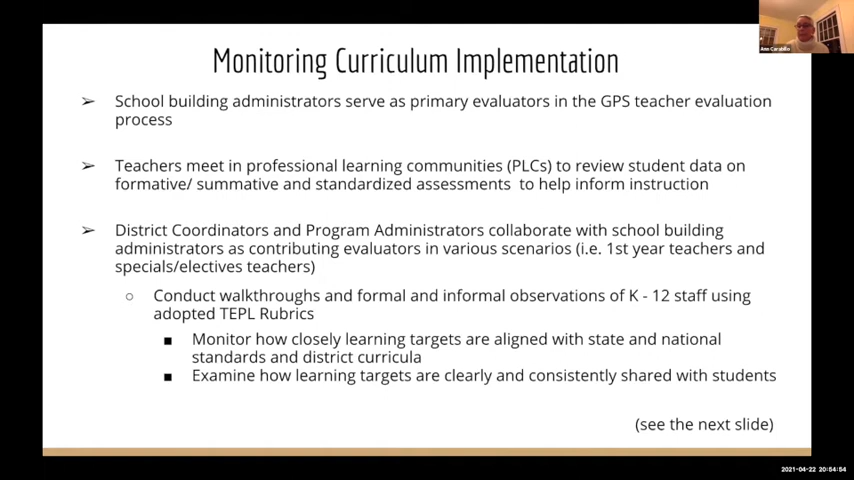 Monitoring Curriculum Implementation
➢ School building administrators serve as primary evaluators in the GPS teacher evaluation
process
➢ Teachers meet in professional learning communities (PLCs) to review student data on
formative/ summative and standardized assessments to help inform instruction
➢ District Coordinators and Program Administrators collaborate with school building
administrators as contributing evaluators in various scenarios (i.e. 1st year teachers and
specials/electives teachers)
○ Conduct walkthroughs and formal and informal observations of K - 12 staff using
adopted TEPL Rubrics
■ Monitor how closely learning targets are aligned with state and national
standards and district curricula
■ Examine how learning targets are clearly and consistently shared with students
(see the next slide)
Ann Carabillo
2021-04-22 20:54:54